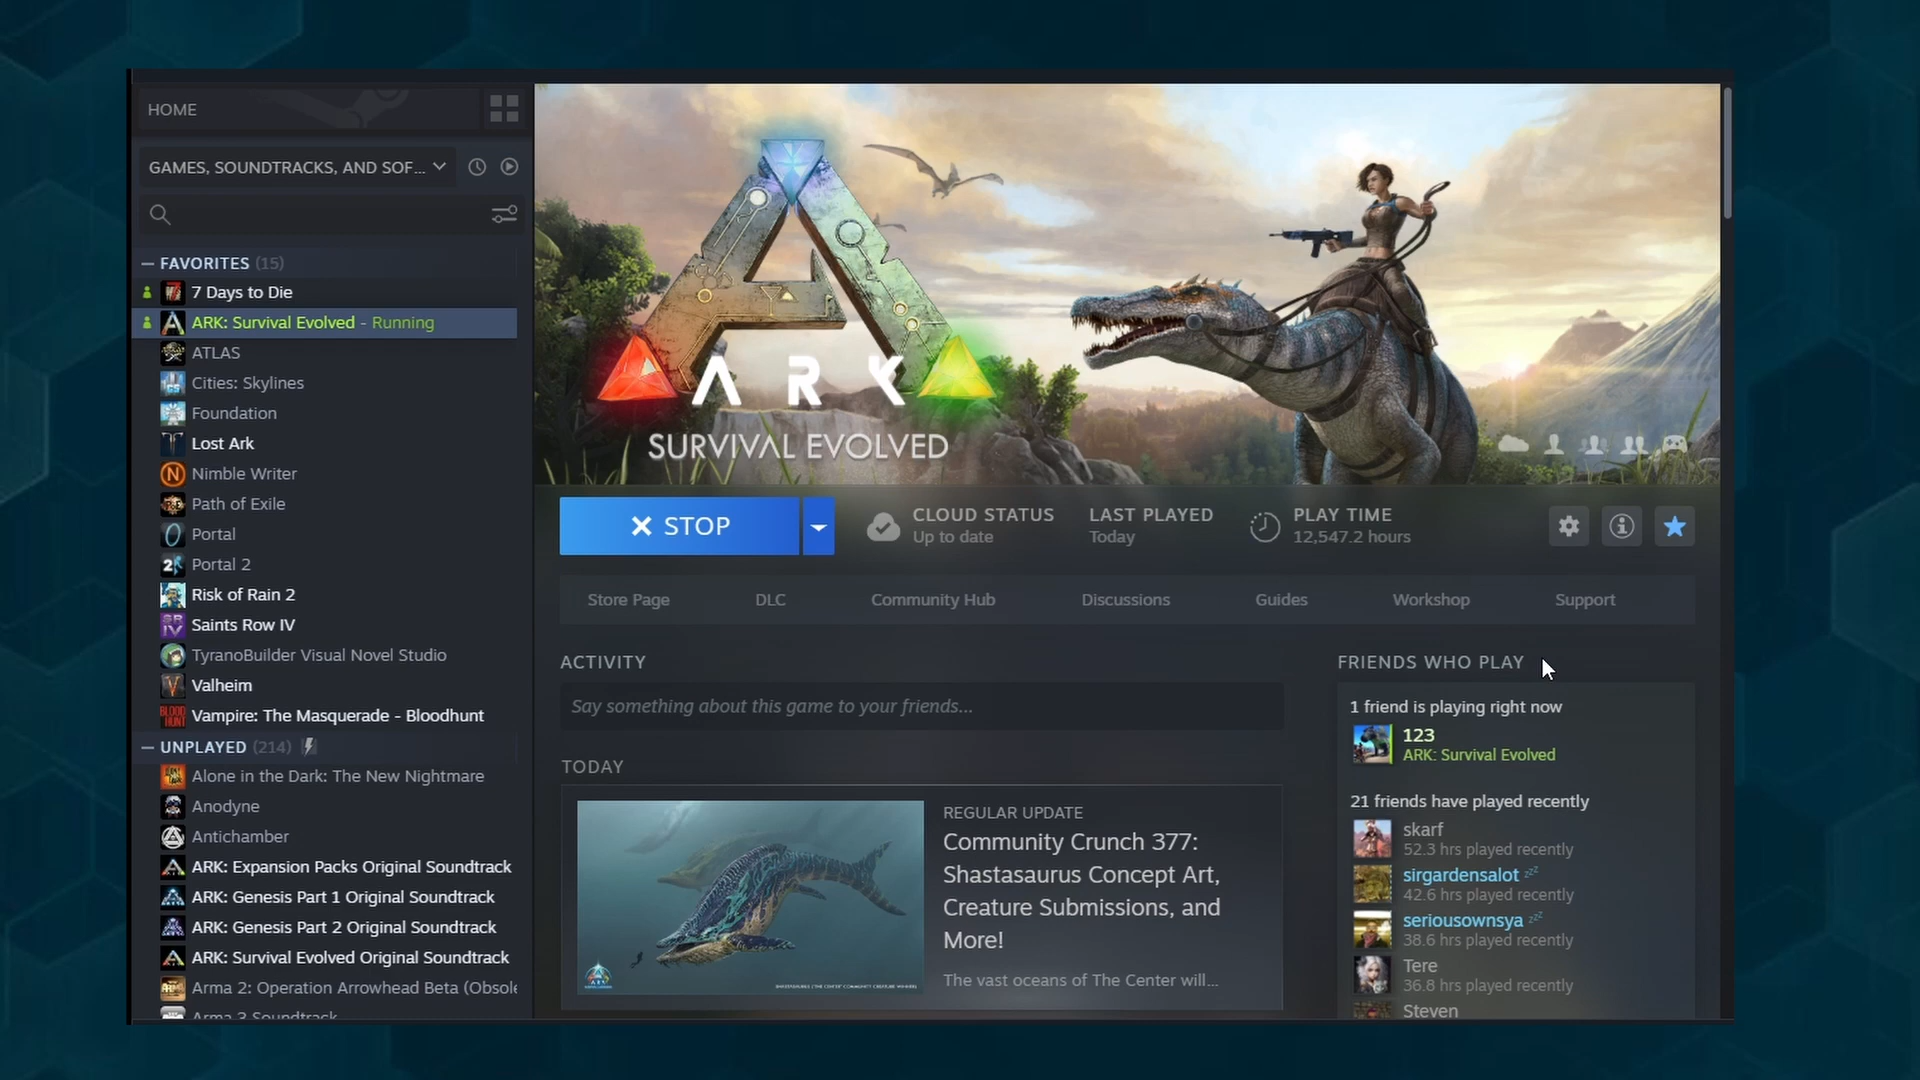 HOME
GAMES, SOUNDTRACKS, AND SOF...
FAVORITES (15)
7 Days to Die
ARK: Survival Evolved - Running
ATLAS
Cities: Skylines
Foundation
Lost Ark
Nimble Writer
Path of Exile
Portal
Portal 2
Risk of Rain 2
Saints Row IV
TyranoBuilder Visual Novel Studio
Valheim
Vampire: The Masquerade - Bloodhunt
UNPLAYED (214)
Alone in the Dark: The New Nightmare
Anodyne
Antichamber
ARK: Expansion Packs Original Soundtrack
ARK: Genesis Part 1 Original Soundtrack
ARK: Genesis Part 2 Original Soundtrack
ARK: Survival Evolved Original Soundtrack
Arma 2: Operation Arrowhead Beta (Obsole
Arma 3 Soundtrack
ARK
SURVIVAL EVOLVED
STOP
CLOUD STATUS
Up to date
LAST PLAYED
Today
PLAY TIME
12,547.2 hours
Store Page
DLC
Community Hub
Discussions
Guides
Workshop
Support
ACTIVITY
Say something about this game to your friends...
TODAY
REGULAR UPDATE
Community Crunch 377:
Shastasaurus Concept Art,
Creature Submissions, and
More!
The vast oceans of The Center will...
FRIENDS WHO PLAY
1 friend is playing right now
123
ARK: Survival Evolved
21 friends have played recently
skarf
52.3 hrs played recently
sirgardensalot zzz
42.6 hrs played recently
seriousownsya zzz
38.6 hrs played recently
Tere
36.8 hrs played recently
Steven